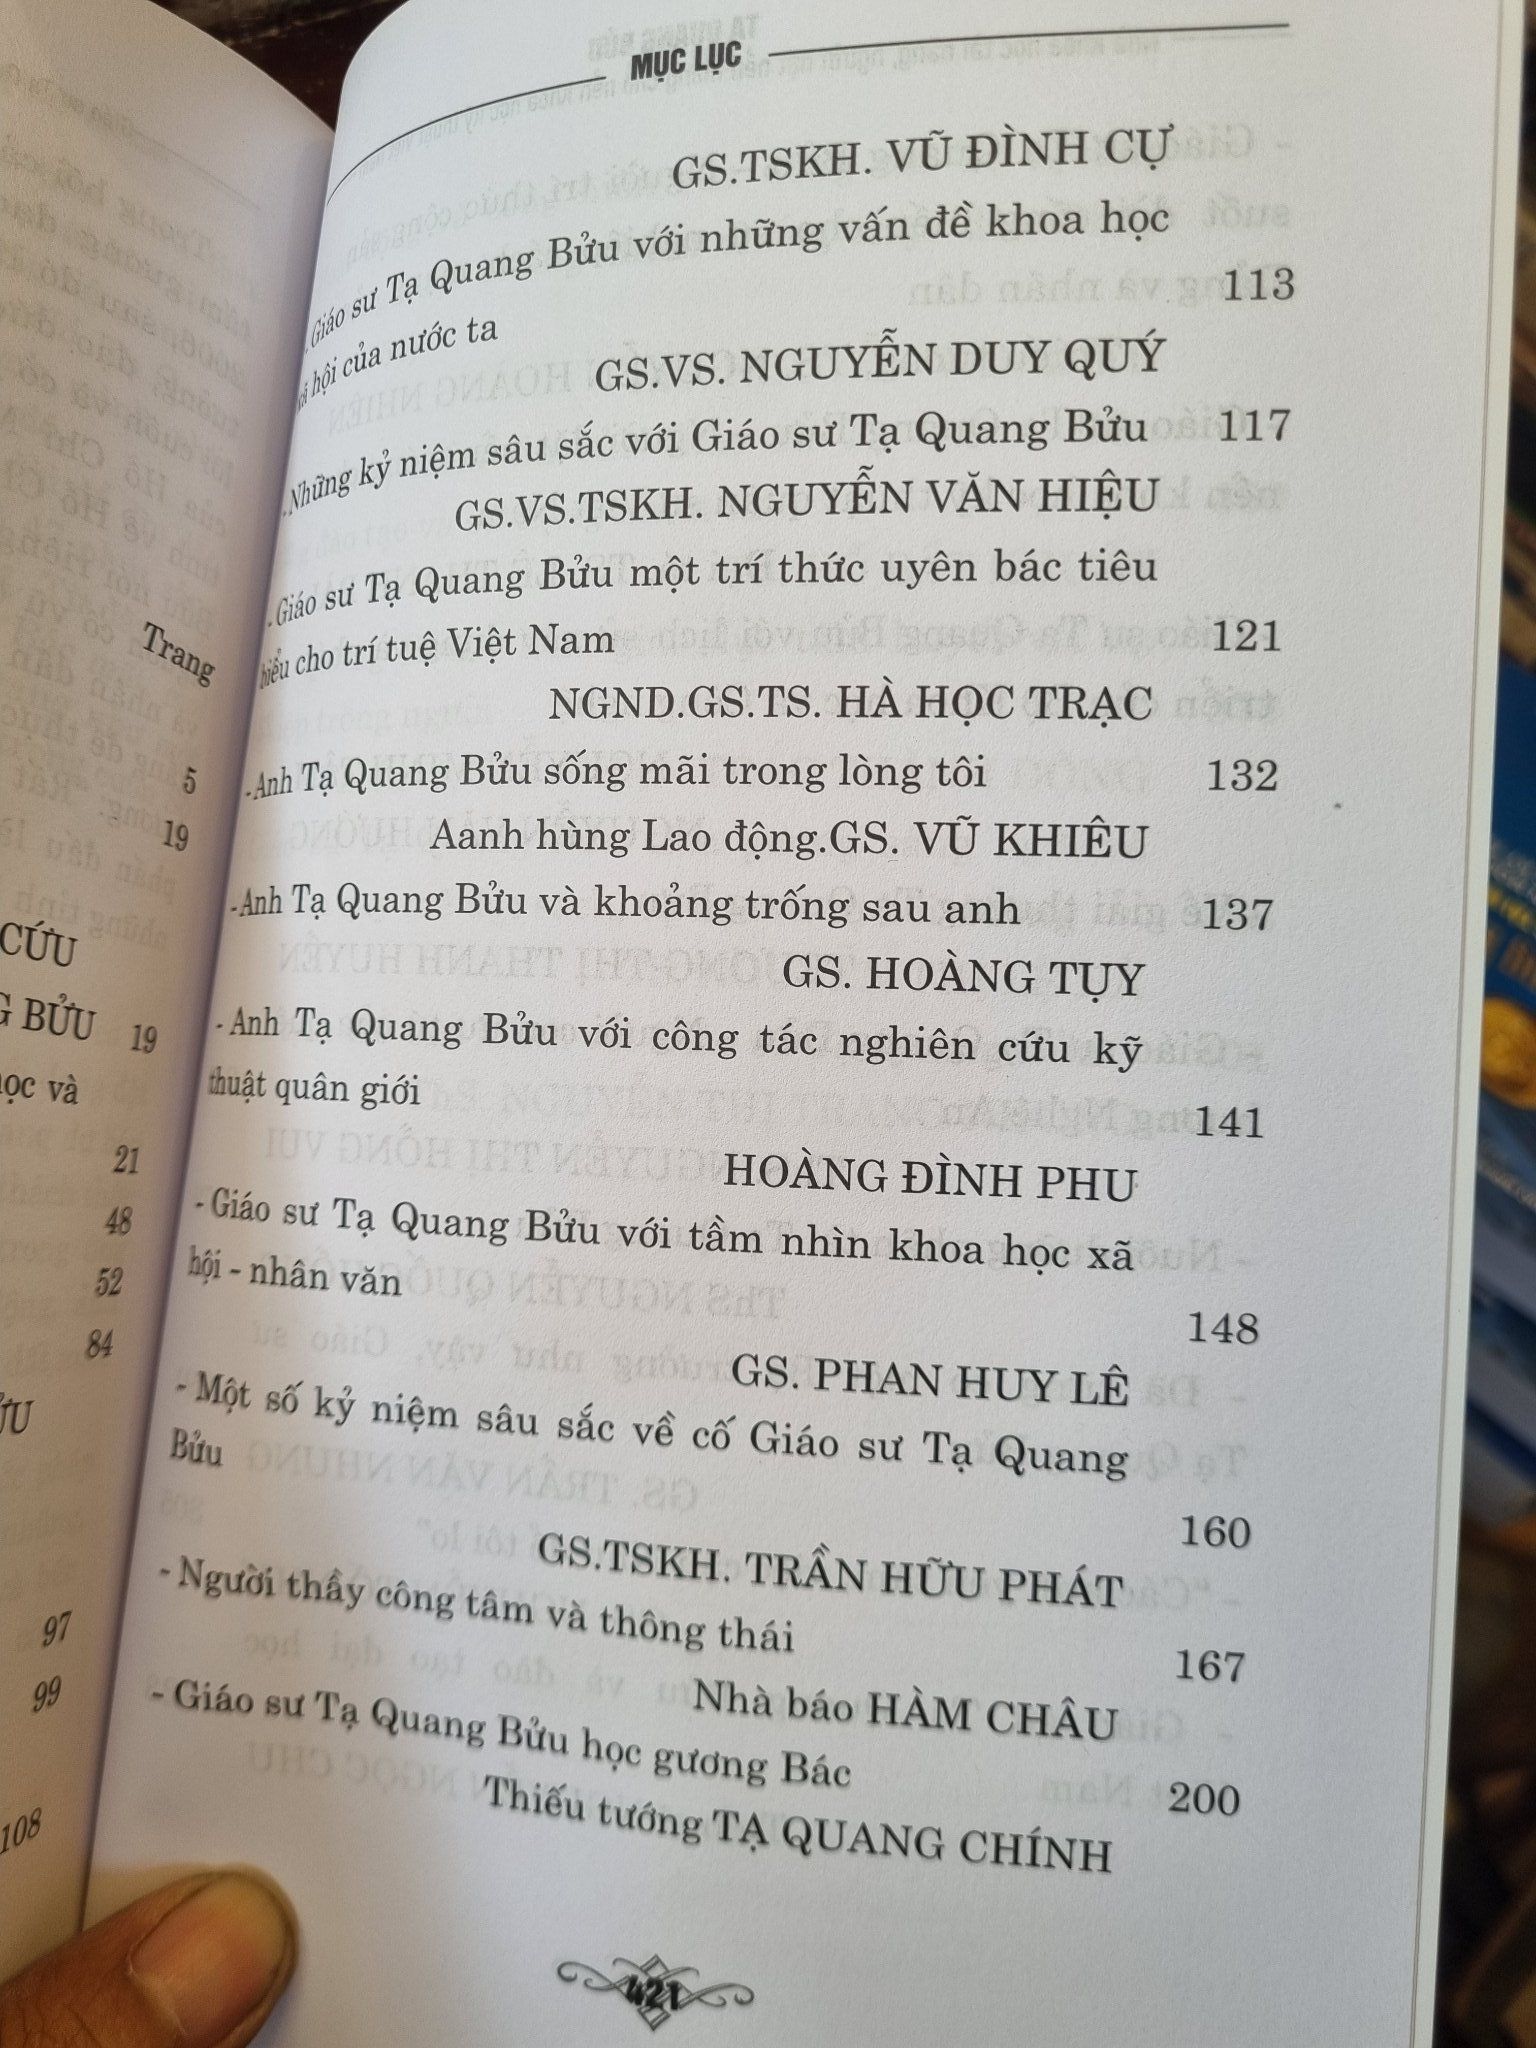 Trang
5
19
CỨU
G BỬU 19
học và
21
48
52
84
ỬU
97
99
108
MỤC LỤC
GS.TSKH. VŨ ĐÌNH CỰ
- Giáo sư Tạ Quang Bửu với những vấn đề khoa học
xã hội của nước ta 113
GS.VS. NGUYỄN DUY QUÝ
- Những kỷ niệm sâu sắc với Giáo sư Tạ Quang Bửu 117
GS.VS.TSKH. NGUYỄN VĂN HIỆU
- Giáo sư Tạ Quang Bửu một trí thức uyên bác tiêu
biểu cho trí tuệ Việt Nam 121
NGND.GS.TS. HÀ HỌC TRẠC
- Anh Tạ Quang Bửu sống mãi trong lòng tôi 132
Aanh hùng Lao động.GS. VŨ KHIÊU
- Anh Tạ Quang Bửu và khoảng trống sau anh 137
GS. HOÀNG TỤY
- Anh Tạ Quang Bửu với công tác nghiên cứu kỹ
thuật quân giới 141
HOÀNG ĐÌNH PHU
- Giáo sư Tạ Quang Bửu với tầm nhìn khoa học xã
hội - nhân văn 148
GS. PHAN HUY LÊ
- Một số kỷ niệm sâu sắc về cố Giáo sư Tạ Quang
Bửu 160
GS.TSKH. TRẦN HỮU PHÁT
- Người thầy công tâm và thông thái 167
Nhà báo HÀM CHÂU
- Giáo sư Tạ Quang Bửu học gương Bác 200
Thiếu tướng TẠ QUANG CHÍNH
421